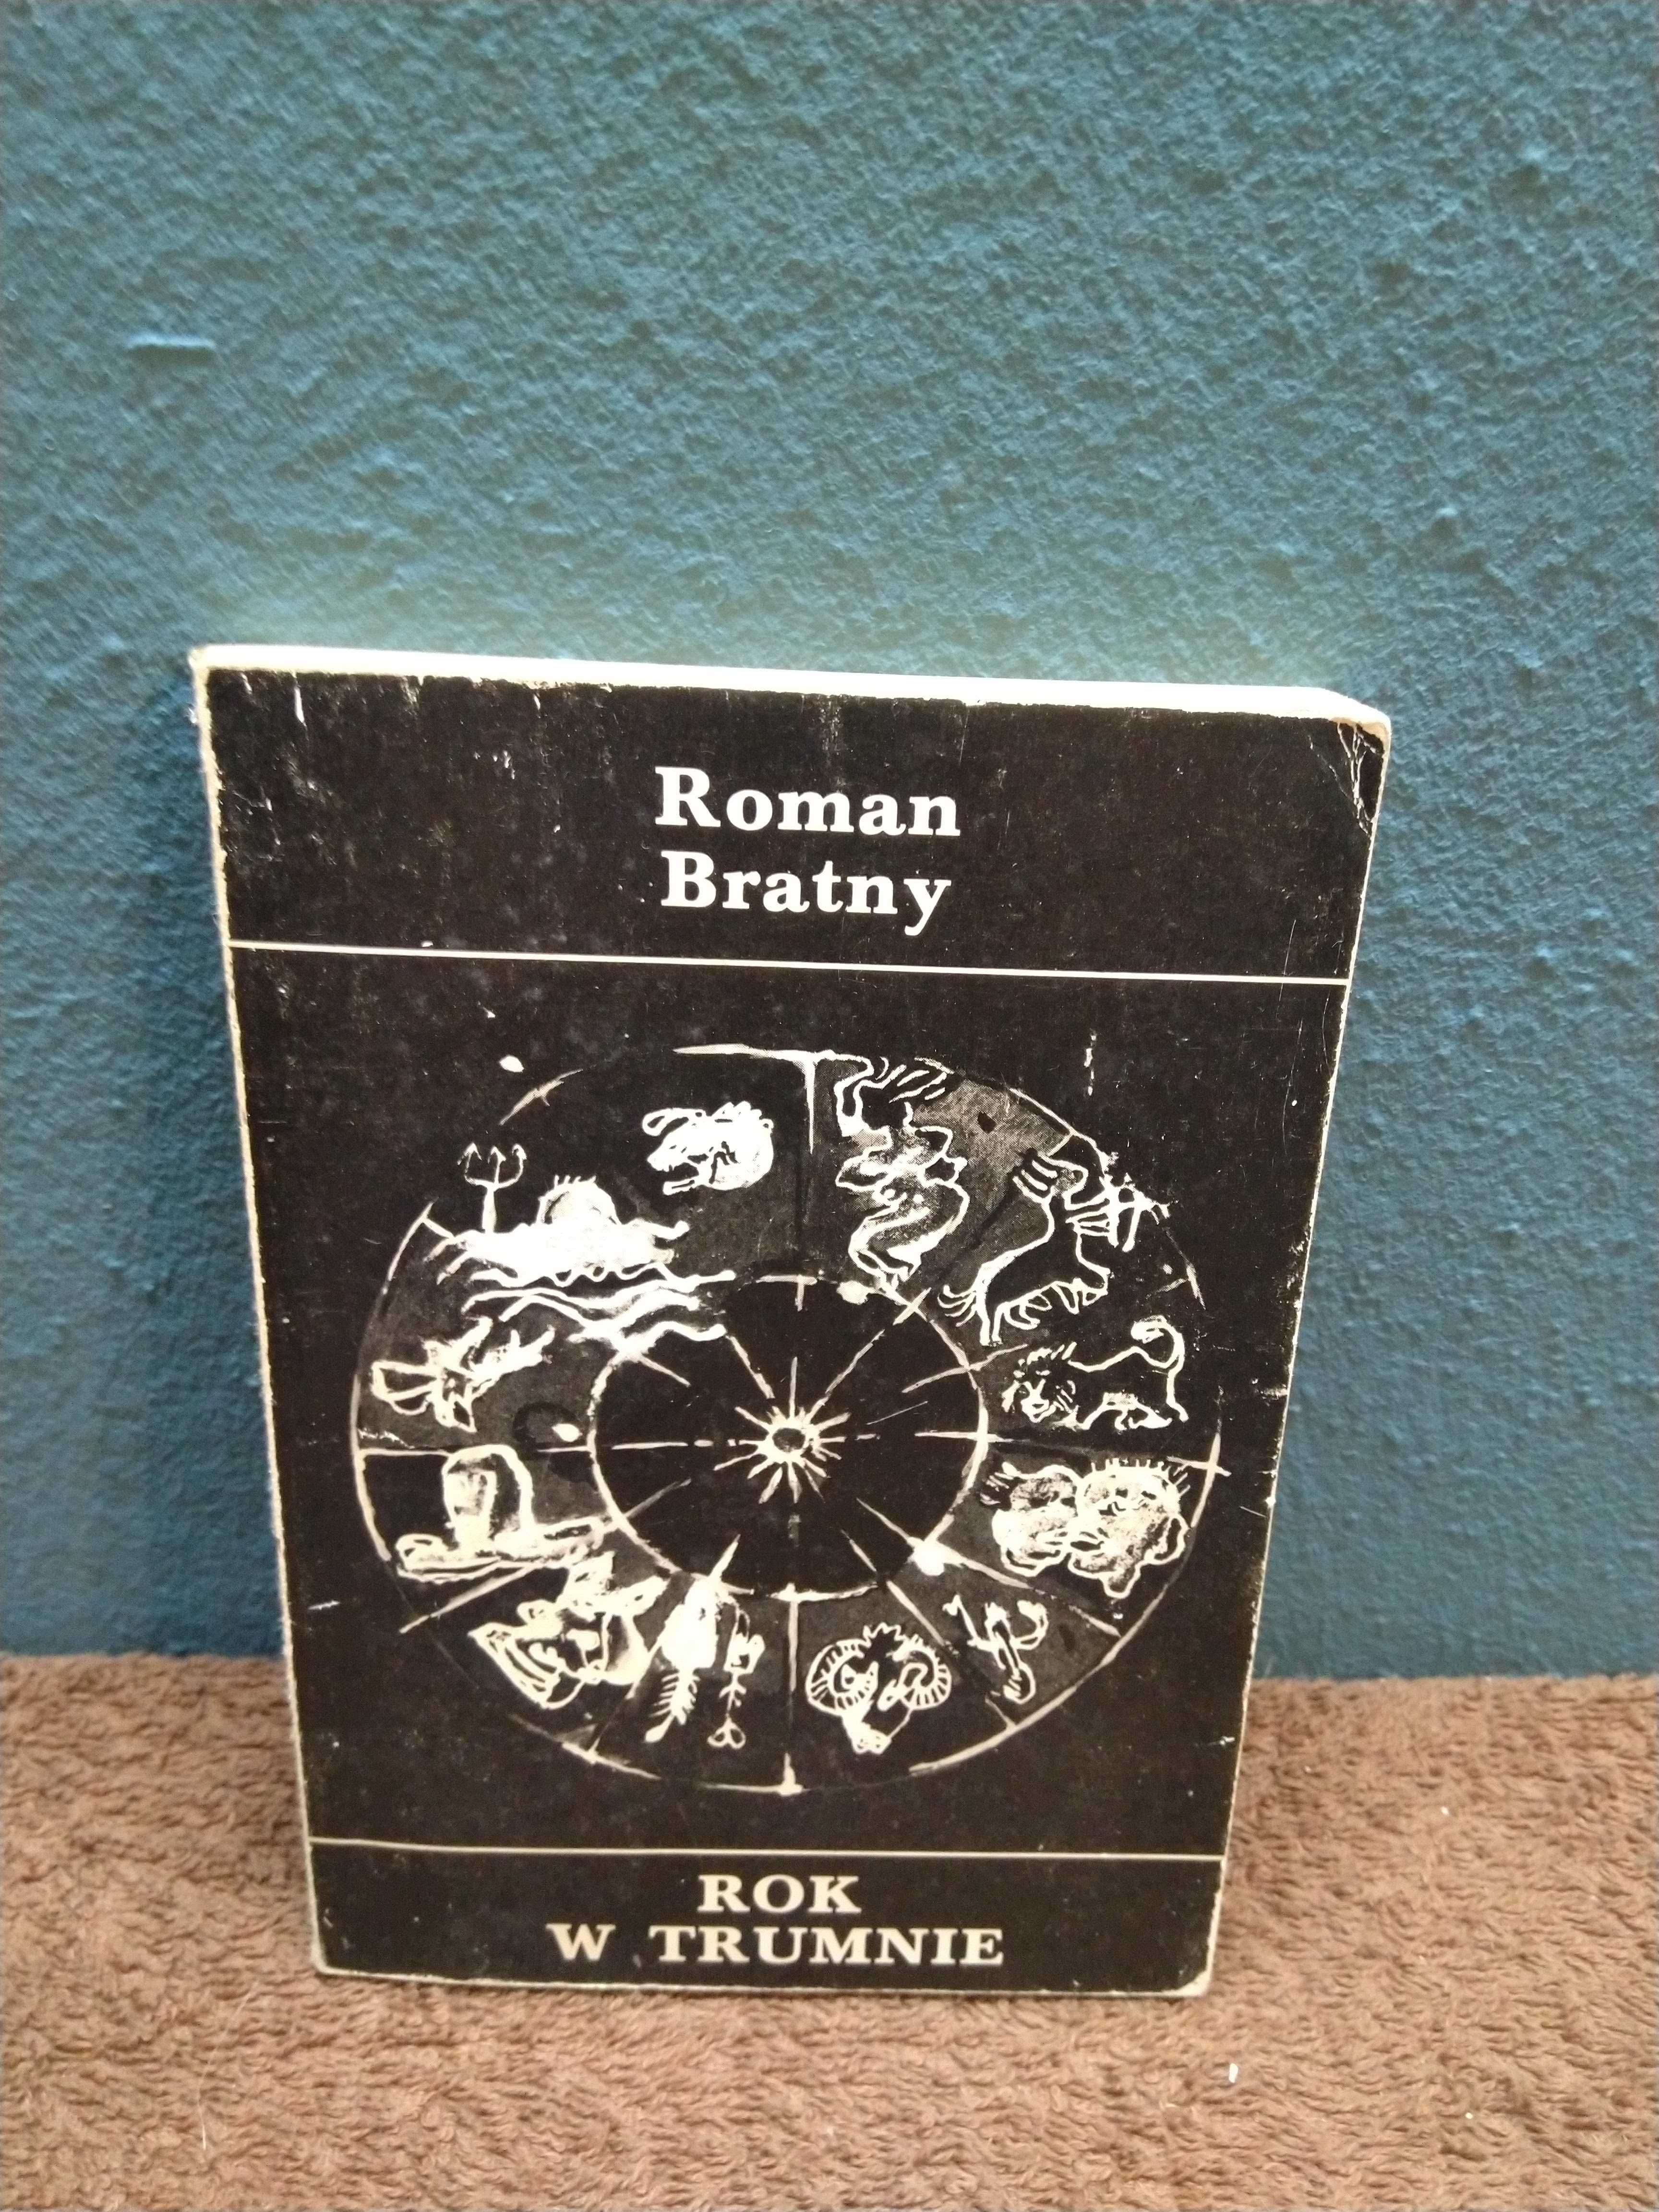 Roman
Bratny
ROK
W TRUMNIE